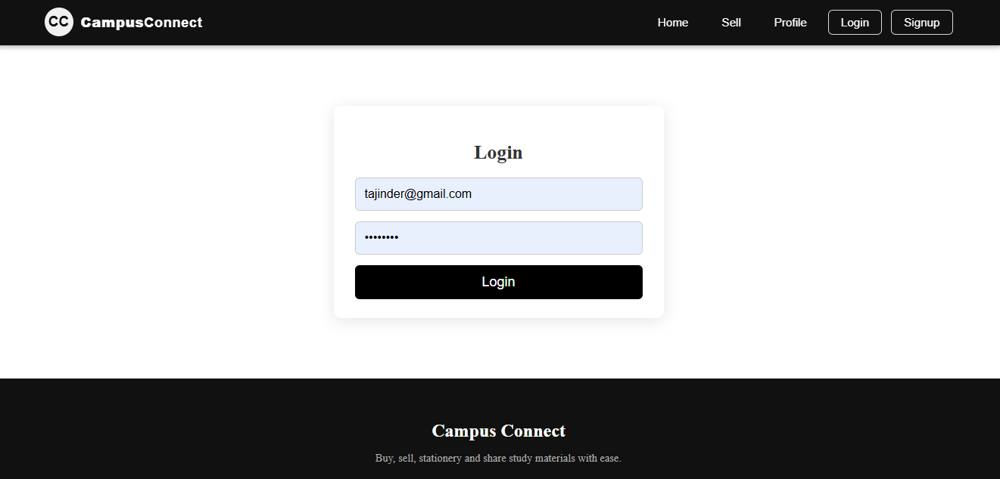 CC CampusConnect Home Sell Profile Login Signup
Login
tajinder@gmail.com
••••••••
Login
Campus Connect
Buy, sell, stationery and share study materials with ease.